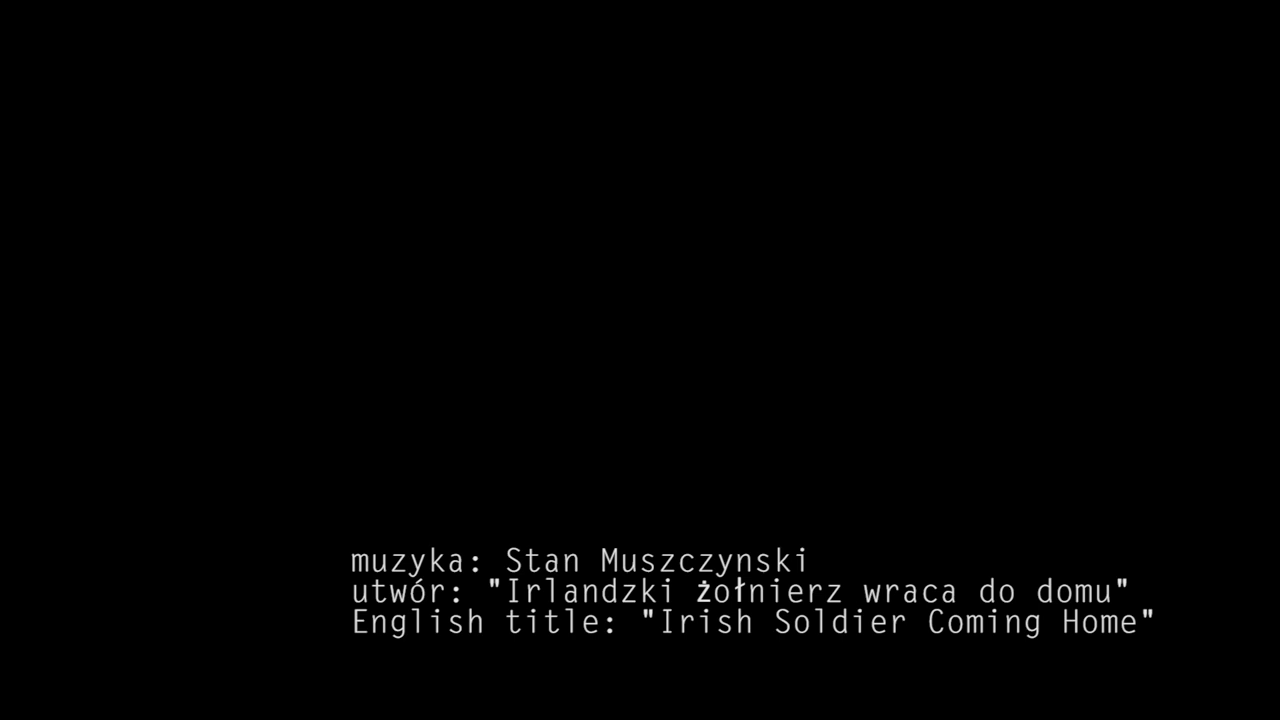 muzyka: Stan Muszczynski
utwór: "Irlandzki żołnierz wraca do domu"
English title: "Irish Soldier Coming Home"